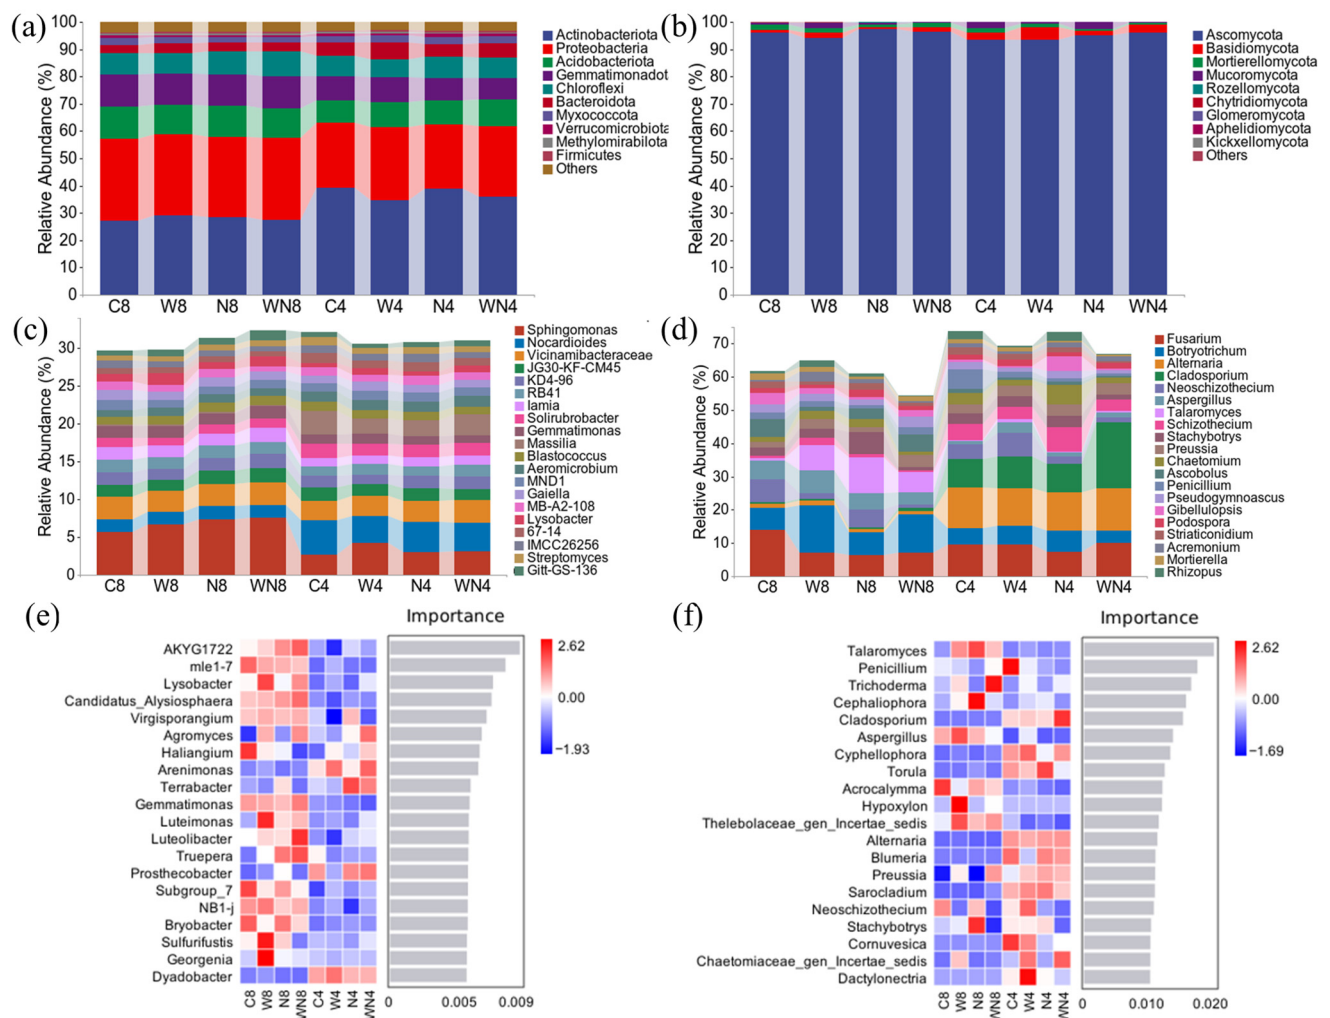 (a)
Relative Abundance (%)
100
90
80
70
60
50
40
30
20
10
0
C8 W8 N8 WN8 C4 W4 N4 WN4
Actinobacteriota
Proteobacteria
Acidobacteriota
Gemmatimonadot
Chloroflexi
Bacteroidota
Myxococcota
Verrucomicrobiota
Methylomirabilota
Firmicutes
Others
(b)
Relative Abundance (%)
100
90
80
70
60
50
40
30
20
10
0
C8 W8 N8 WN8 C4 W4 N4 WN4
Ascomycota
Basidiomycota
Mortierellomycota
Mucoromycota
Rozellomycota
Chytridiomycota
Glomeromycota
Aphelidiomycota
Kickxellomycota
Others
(c)
Relative Abundance (%)
30
25
20
15
10
5
0
C8 W8 N8 WN8 C4 W4 N4 WN4
Sphingomonas
Nocardioides
Vicinamibacteraceae
JG30-KF-CM45
KD4-96
RB41
Iamia
Solirubrobacter
Gemmatimonas
Massilia
Blastococcus
Aeromicrobium
MND1
Gaiella
MB-A2-108
Lysobacter
67-14
IMCC26256
Streptomyces
Gitt-GS-136
(d)
Relative Abundance (%)
70
60
50
40
30
20
10
0
C8 W8 N8 WN8 C4 W4 N4 WN4
Fusarium
Botryotrichum
Alternaria
Cladosporium
Neoschizothecium
Aspergillus
Talaromyces
Schizothecium
Stachybotrys
Preussia
Chaetomium
Ascobolus
Penicillium
Pseudogymnoascus
Gibellulopsis
Podospora
Striaticonidium
Acremonium
Mortierella
Rhizopus
(e)
Importance
AKYG1722
mle1-7
Lysobacter
Candidatus_Alysiosphaera
Virgisporangium
Agromyces
Haliangium
Arenimonas
Terrabacter
Gemmatimonas
Luteimonas
Luteolibacter
Truepera
Prosthecobacter
Subgroup_7
NB1-j
Bryobacter
Sulfurifustis
Georgenia
Dyadobacter
C8 W8 N8 WN8 C4 W4 N4 WN4
0 0.005 0.009
2.62
0.00
−1.93
(f)
Importance
Talaromyces
Penicillium
Trichoderma
Cephaliophora
Cladosporium
Aspergillus
Cyphellophora
Torula
Acrocalymma
Hypoxylon
Thelebolaceae_gen_Incertae_sedis
Alternaria
Blumeria
Preussia
Sarocladium
Neoschizothecium
Stachybotrys
Cornuvesica
Chaetomiaceae_gen_Incertae_sedis
Dactylonectria
C8 W8 N8 WN8 C4 W4 N4 WN4
0 0.010 0.020
2.62
0.00
−1.69